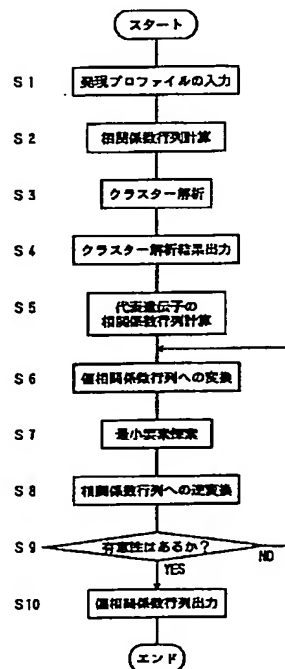 スタート
S1 発現プロファイルの入力
S2 相関係数行列計算
S3 クラスター解析
S4 クラスター解析結果出力
S5 代表遺伝子の
相関係数行列計算
S6 偏相関係数行列への変換
S7 最小要素探索
S8 相関係数行列への逆変換
S9 有意性はあるか？ NO
YES
S10 偏相関係数行列出力
エンド